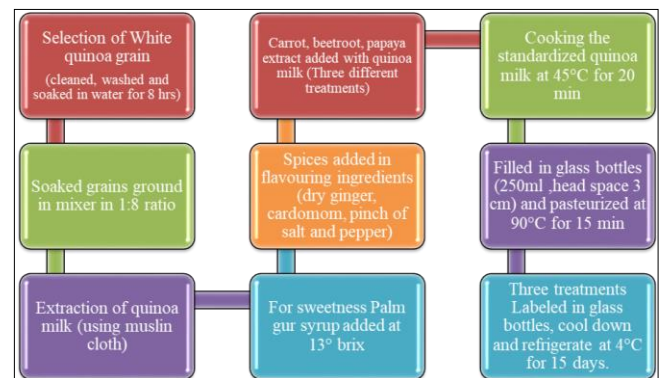 Selection of White
quinoa grain
(cleaned, washed and
soaked in water for 8 hrs)
Soaked grains ground
in mixer in 1:8 ratio
Extraction of quinoa
milk (using muslin
cloth)
For sweetness Palm
gur syrup added at
13° brix
Spices added in
flavouring ingredients
(dry ginger,
cardomom, pinch of
salt and pepper)
Carrot, beetroot, papaya
extract added with quinoa
milk (Three different
treatments)
Cooking the
standardized quinoa
milk at 45°C for 20
min
Filled in glass bottles
(250ml ,head space 3
cm) and pasteurized at
90°C for 15 min
Three treatments
Labeled in glass
bottles, cool down
and refrigerate at 4°C
for 15 days.